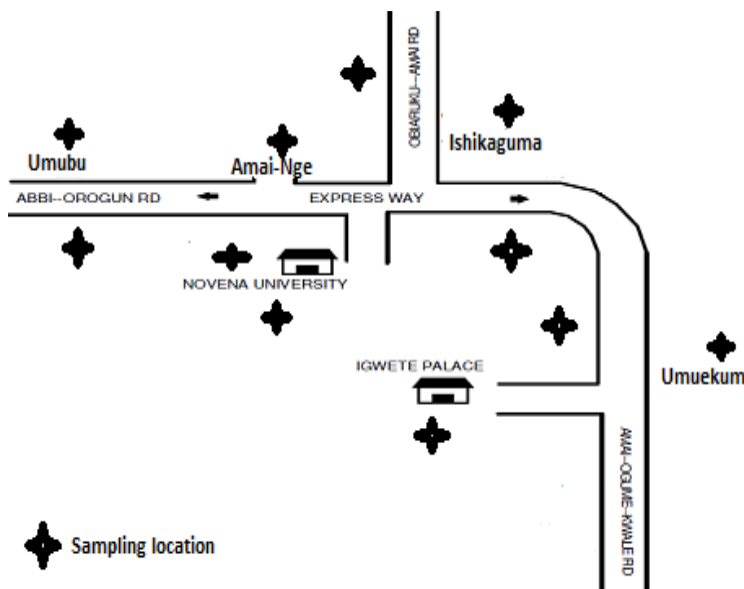 OBIARUKU--AMAI RD
Umubu
Amai-Nge
Ishikaguma
ABBI--OROGUN RD
EXPRESS WAY
NOVENA UNIVERSITY
IGWETE PALACE
Umuekum
AMAI--OGUME--KWALE RD
Sampling location